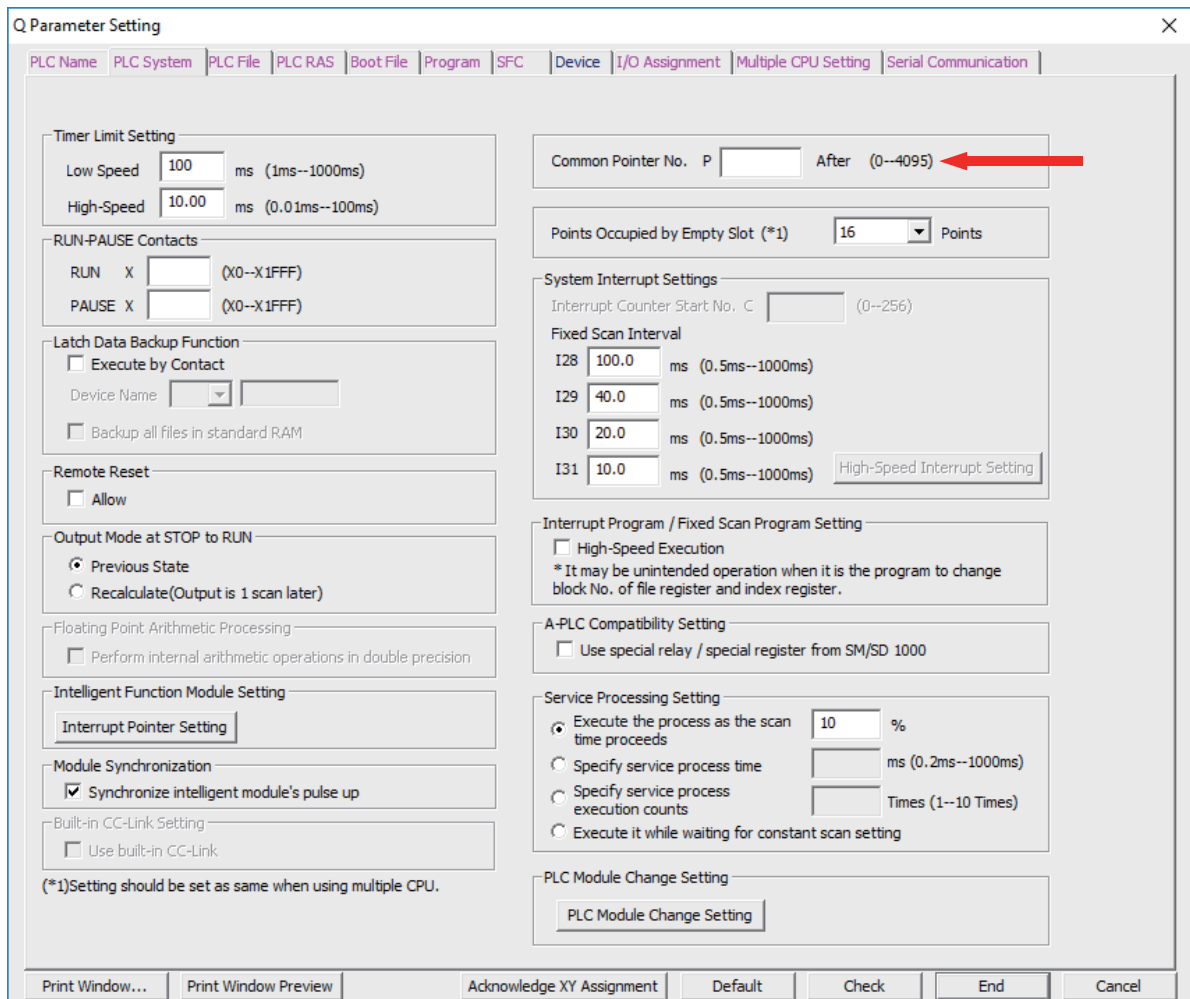 Q Parameter Setting
PLC Name PLC System PLC File PLC RAS Boot File Program SFC Device I/O Assignment Multiple CPU Setting Serial Communication
Timer Limit Setting
Low Speed 100 ms (1ms--1000ms)
High-Speed 10.00 ms (0.01ms--100ms)
RUN-PAUSE Contacts
RUN X (X0--X1FFF)
PAUSE X (X0--X1FFF)
Latch Data Backup Function
Execute by Contact
Device Name
Backup all files in standard RAM
Remote Reset
Allow
Output Mode at STOP to RUN
Previous State
Recalculate(Output is 1 scan later)
Floating Point Arithmetic Processing
Perform internal arithmetic operations in double precision
Intelligent Function Module Setting
Interrupt Pointer Setting
Module Synchronization
Synchronize intelligent module's pulse up
Built-in CC-Link Setting
Use built-in CC-Link
(*1)Setting should be set as same when using multiple CPU.
Common Pointer No. P After (0--4095)
Points Occupied by Empty Slot (*1) 16 Points
System Interrupt Settings
Interrupt Counter Start No. C (0--256)
Fixed Scan Interval
I28 100.0 ms (0.5ms--1000ms)
I29 40.0 ms (0.5ms--1000ms)
I30 20.0 ms (0.5ms--1000ms)
I31 10.0 ms (0.5ms--1000ms) High-Speed Interrupt Setting
Interrupt Program / Fixed Scan Program Setting
High-Speed Execution
* It may be unintended operation when it is the program to change
block No. of file register and index register.
A-PLC Compatibility Setting
Use special relay / special register from SM/SD 1000
Service Processing Setting
Execute the process as the scan
time proceeds 10 %
Specify service process time ms (0.2ms--1000ms)
Specify service process
execution counts Times (1--10 Times)
Execute it while waiting for constant scan setting
PLC Module Change Setting
PLC Module Change Setting
Print Window... Print Window Preview Acknowledge XY Assignment Default Check End Cancel